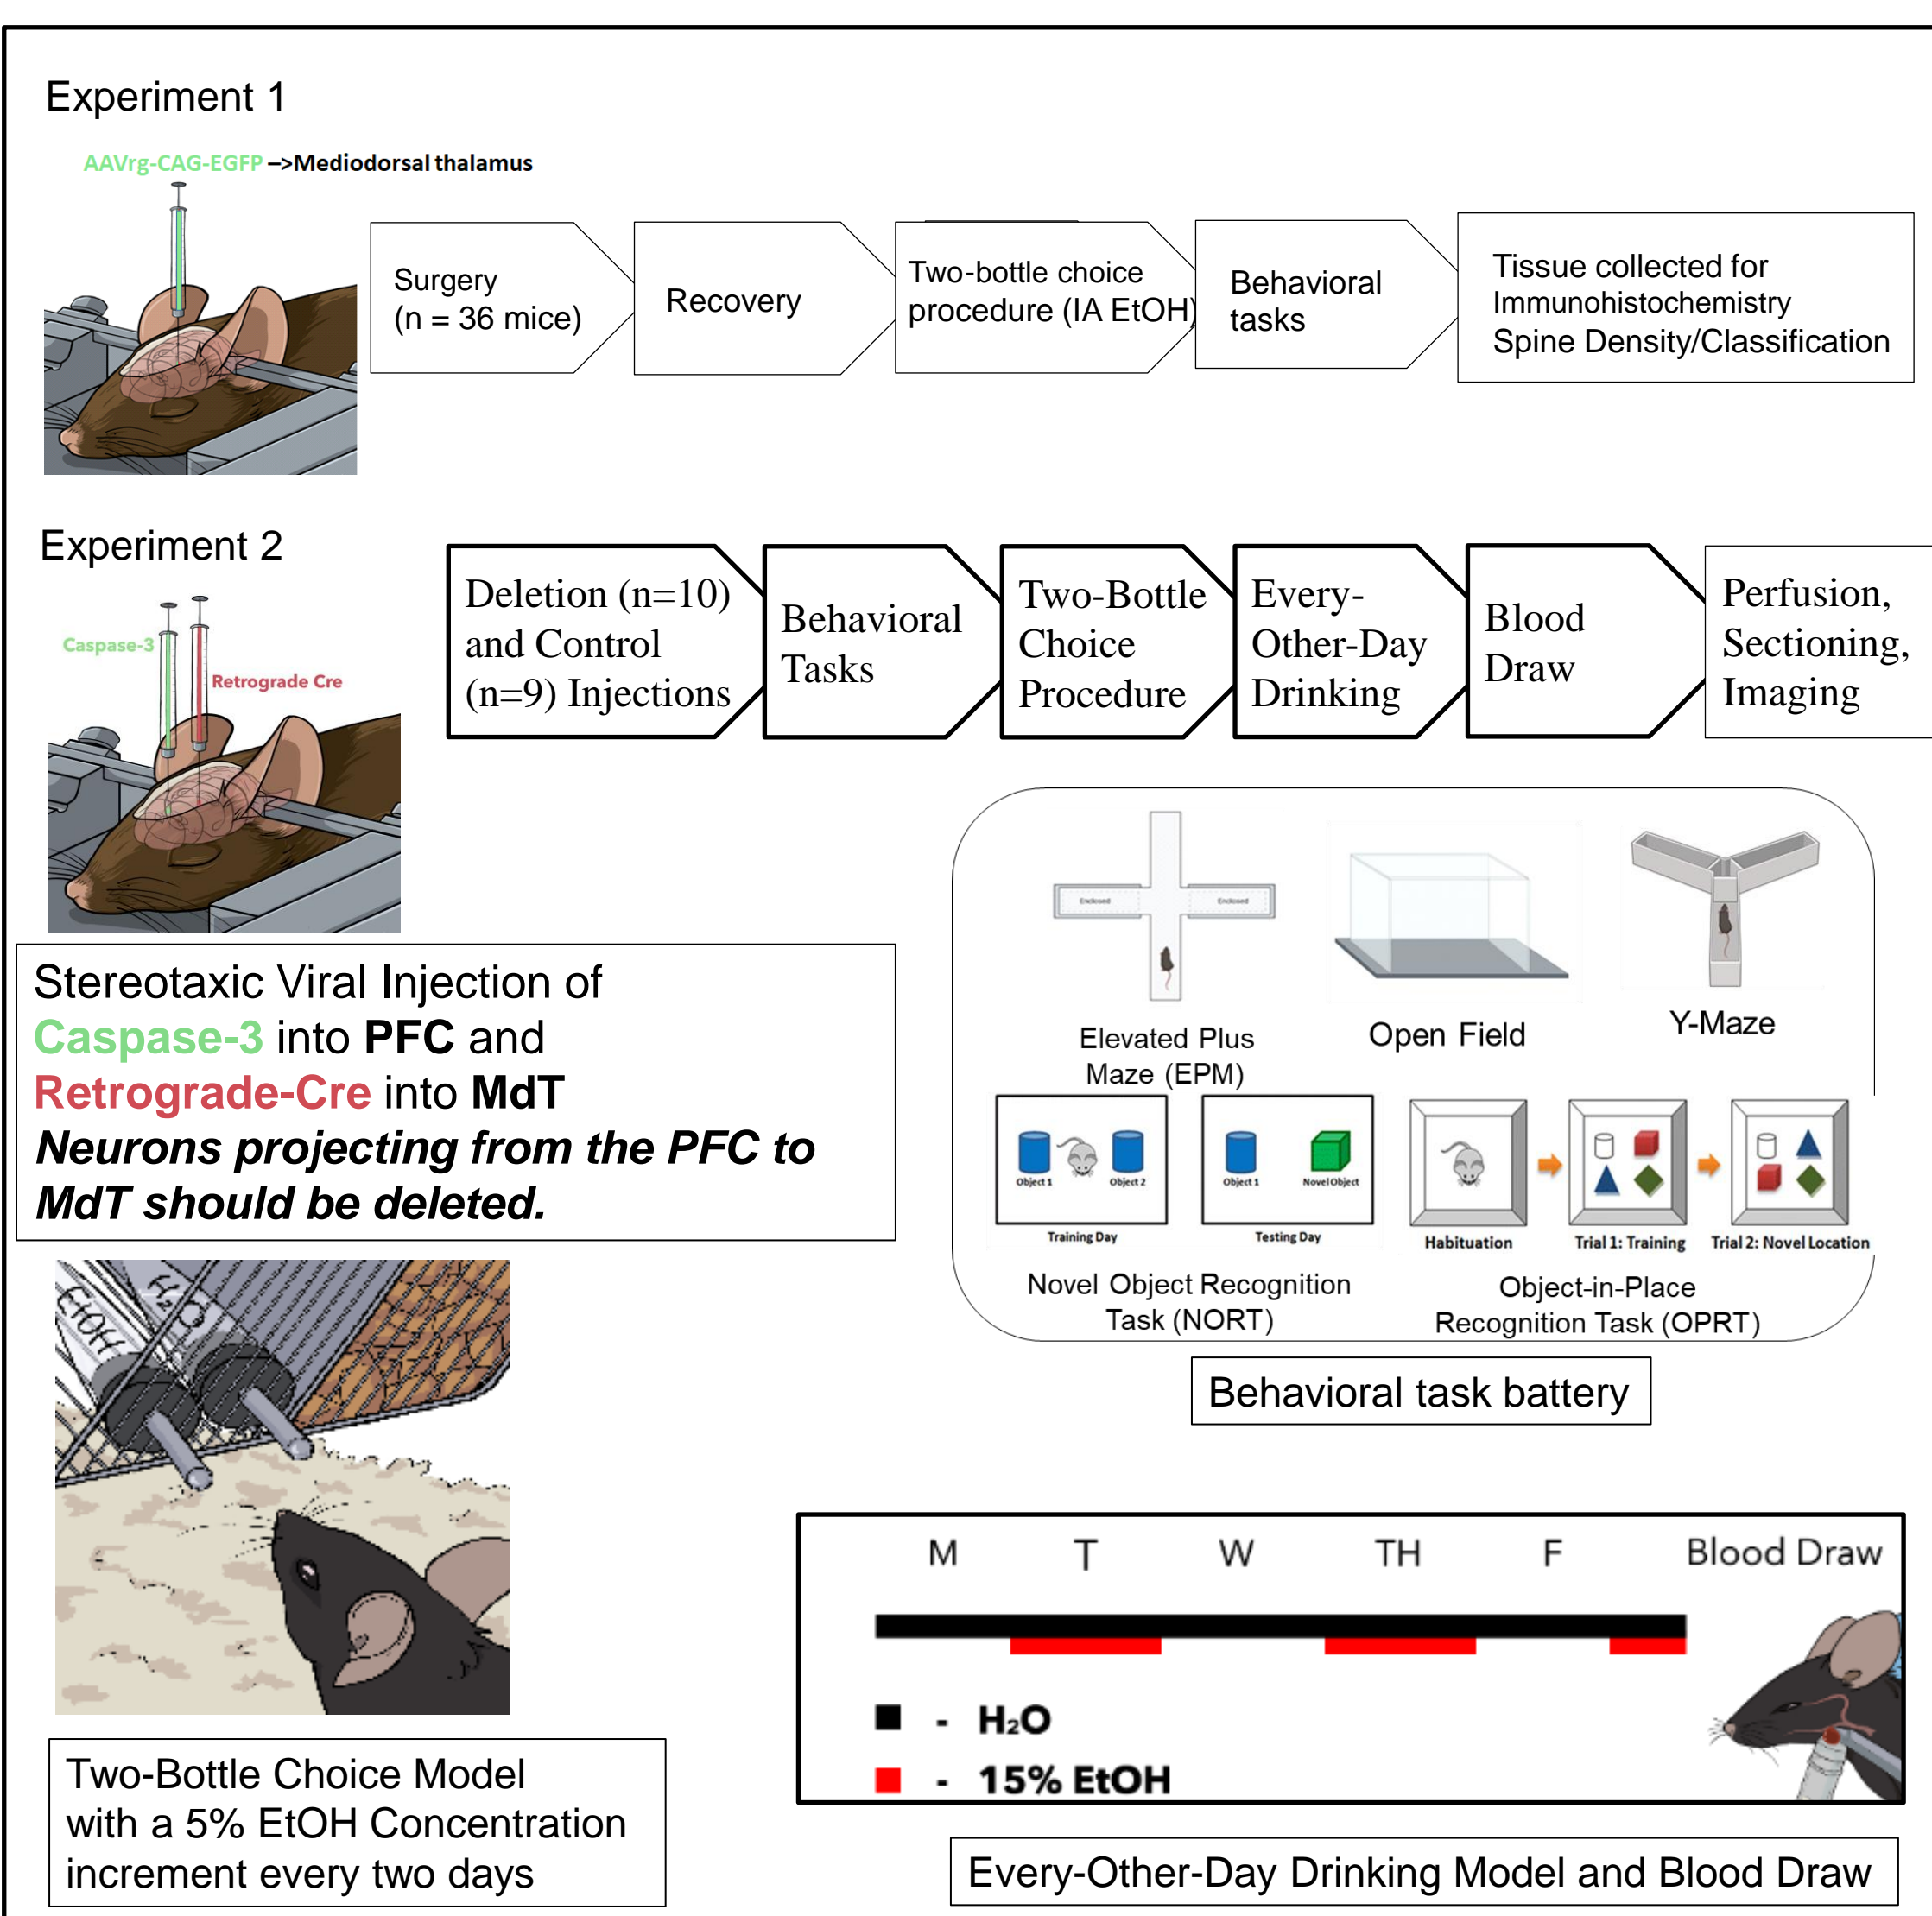 Experiment 1
AAVrg-CAG-EGFP –>Mediodorsal thalamus
Surgery
(n = 36 mice)
Recovery
Two-bottle choice
procedure (IA EtOH)
Behavioral
tasks
Tissue collected for
Immunohistochemistry
Spine Density/Classification
Experiment 2
Caspase-3
Retrograde Cre
Deletion (n=10)
and Control
(n=9) Injections
Behavioral
Tasks
Two-Bottle
Choice
Procedure
Every-
Other-Day
Drinking
Blood
Draw
Perfusion,
Sectioning,
Imaging
Stereotaxic Viral Injection of
Caspase-3 into PFC and
Retrograde-Cre into MdT
Neurons projecting from the PFC to
MdT should be deleted.
Enclosed
Enclosed
Elevated Plus
Maze (EPM)
Open Field
Y-Maze
Object 1
Object 2
Training Day
Object 1
Novel Object
Testing Day
Novel Object Recognition
Task (NORT)
Habituation
Trial 1: Training
Trial 2: Novel Location
Object-in-Place
Recognition Task (OPRT)
Behavioral task battery
EtOH
H2O
Two-Bottle Choice Model
with a 5% EtOH Concentration
increment every two days
M T W TH F Blood Draw
- H₂O
- 15% EtOH
Every-Other-Day Drinking Model and Blood Draw